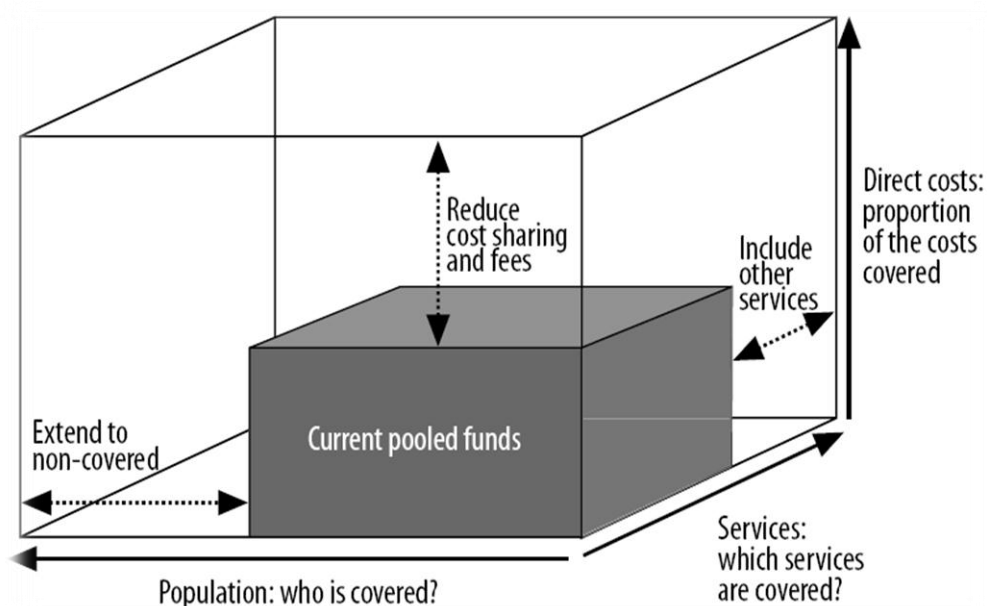 Reduce
cost sharing
and fees
Direct costs:
proportion
of the costs
covered
Include
other
services
Extend to
non-covered
Current pooled funds
Services:
which services
are covered?
Population: who is covered?